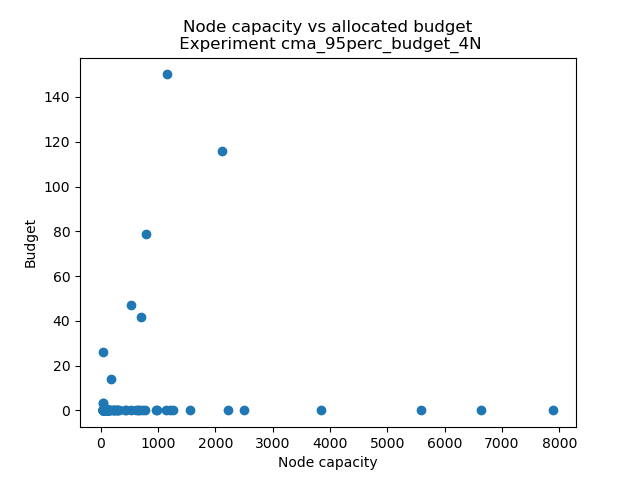 Node capacity vs allocated budget
Experiment cma_95perc_budget_4N
140
120
100
80
60
40
20
0
Budget
0 1000 2000 3000 4000 5000 6000 7000 8000
Node capacity